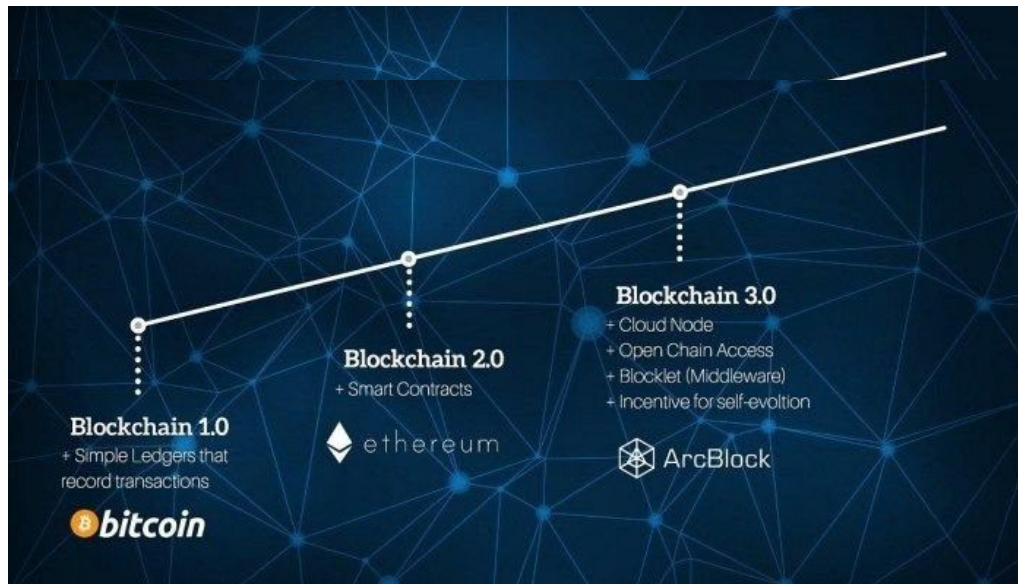 Blockchain 1.0
+ Simple Ledgers that
record transactions
bitcoin
Blockchain 2.0
+ Smart Contracts
ethereum
Blockchain 3.0
+ Cloud Node
+ Open Chain Access
+ Blocklet (Middleware)
+ Incentive for self-evoltion
ArcBlock